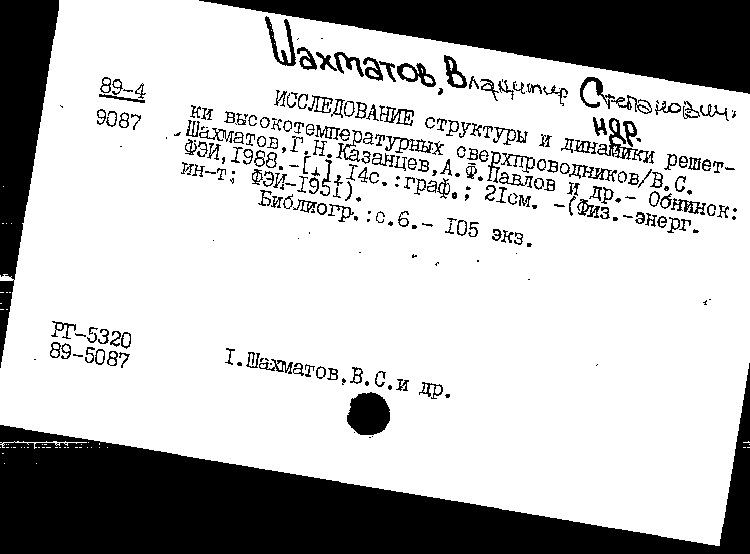 Шахматов, Владимир Степанович.
и др.
89-4
9087
ИССЛЕДОВАНИЕ структуры и динамики решет-
ки высокотемпературных сверхпроводников/В.С.
Шахматов, Г.Н.Казанцев, А.Ф.Павлов и др.- Обнинск:
ФЭИ, 1988.-[1], 14с.:граф.; 21см. -(Физ.-энерг.
ин-т; ФЭИ-1951).
Библиогр.:с.6.- 105 экз.
РГ-5320
89-5087
I.Шахматов, В.С.и др.